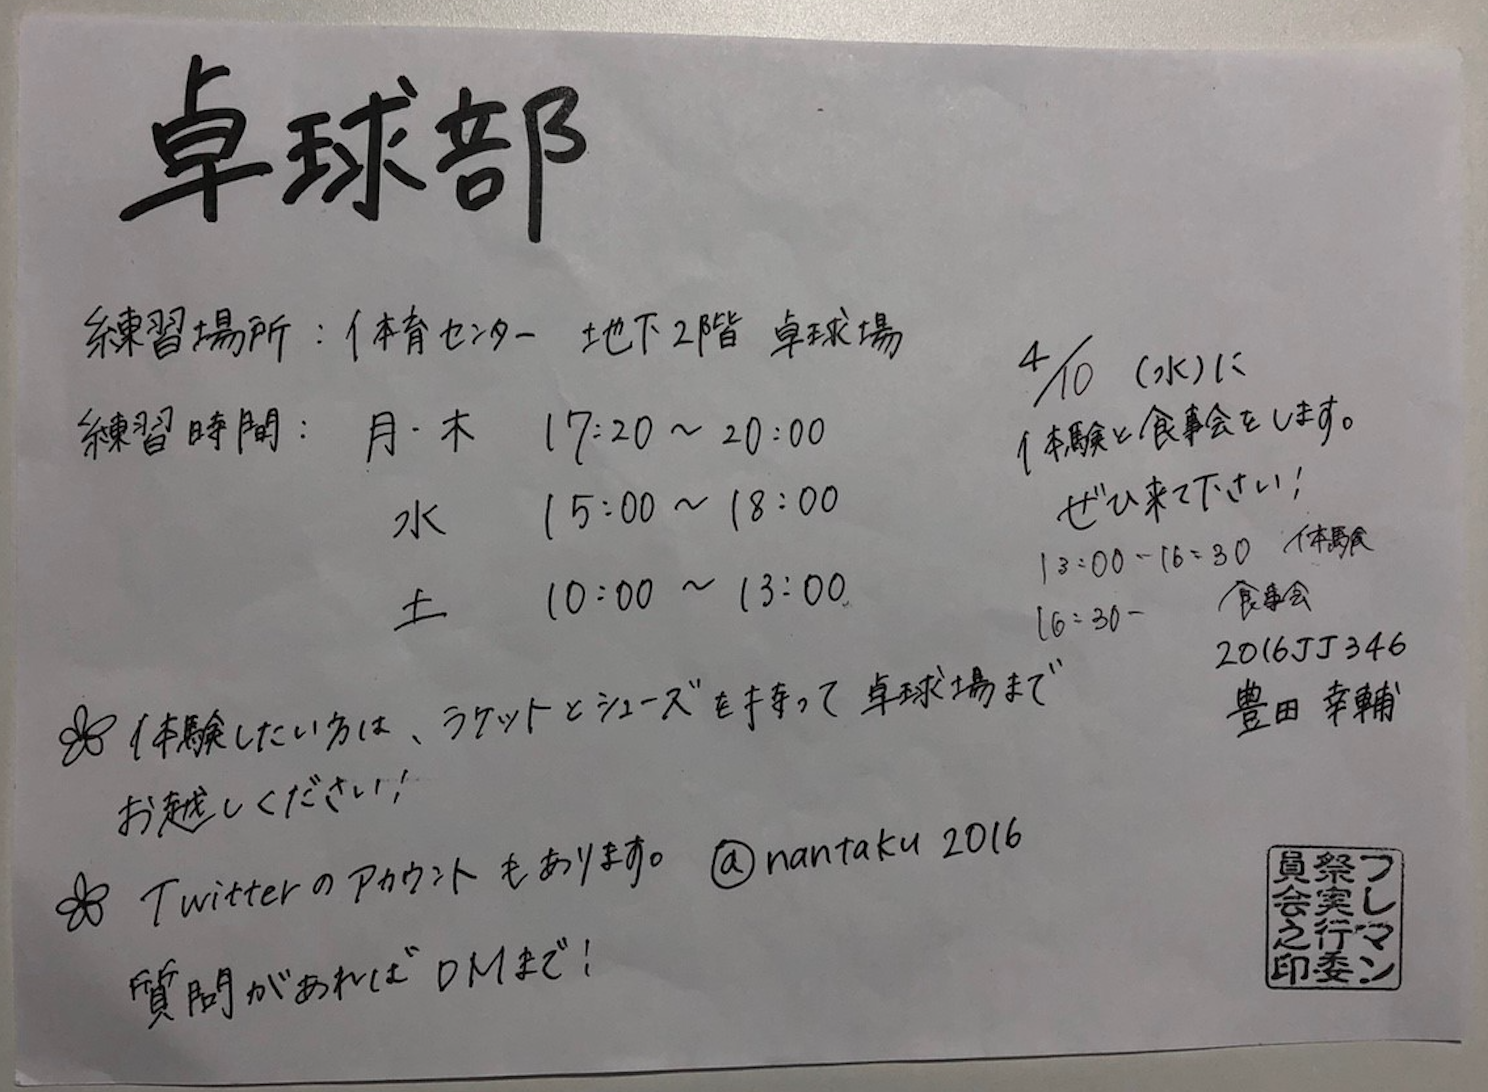 卓球部
練習場所：体育センター 地下2階 卓球場
練習時間： 月・木 17:20～20:00
水 15:00～18:00
土 10:00～13:00
4/10 (水)に
体験と食事会をします。
ぜひ来て下さい！
13:00-16:30 体験
16:30- 食事会
2016JJ346
豊田 幸輔
体験したい方は、ラケットとシューズを持って卓球場まで
お越しください！
Twitterのアカウントもあります。 @nantaku 2016
質問があればDMまで！
フレマン
祭実行委
員会之印